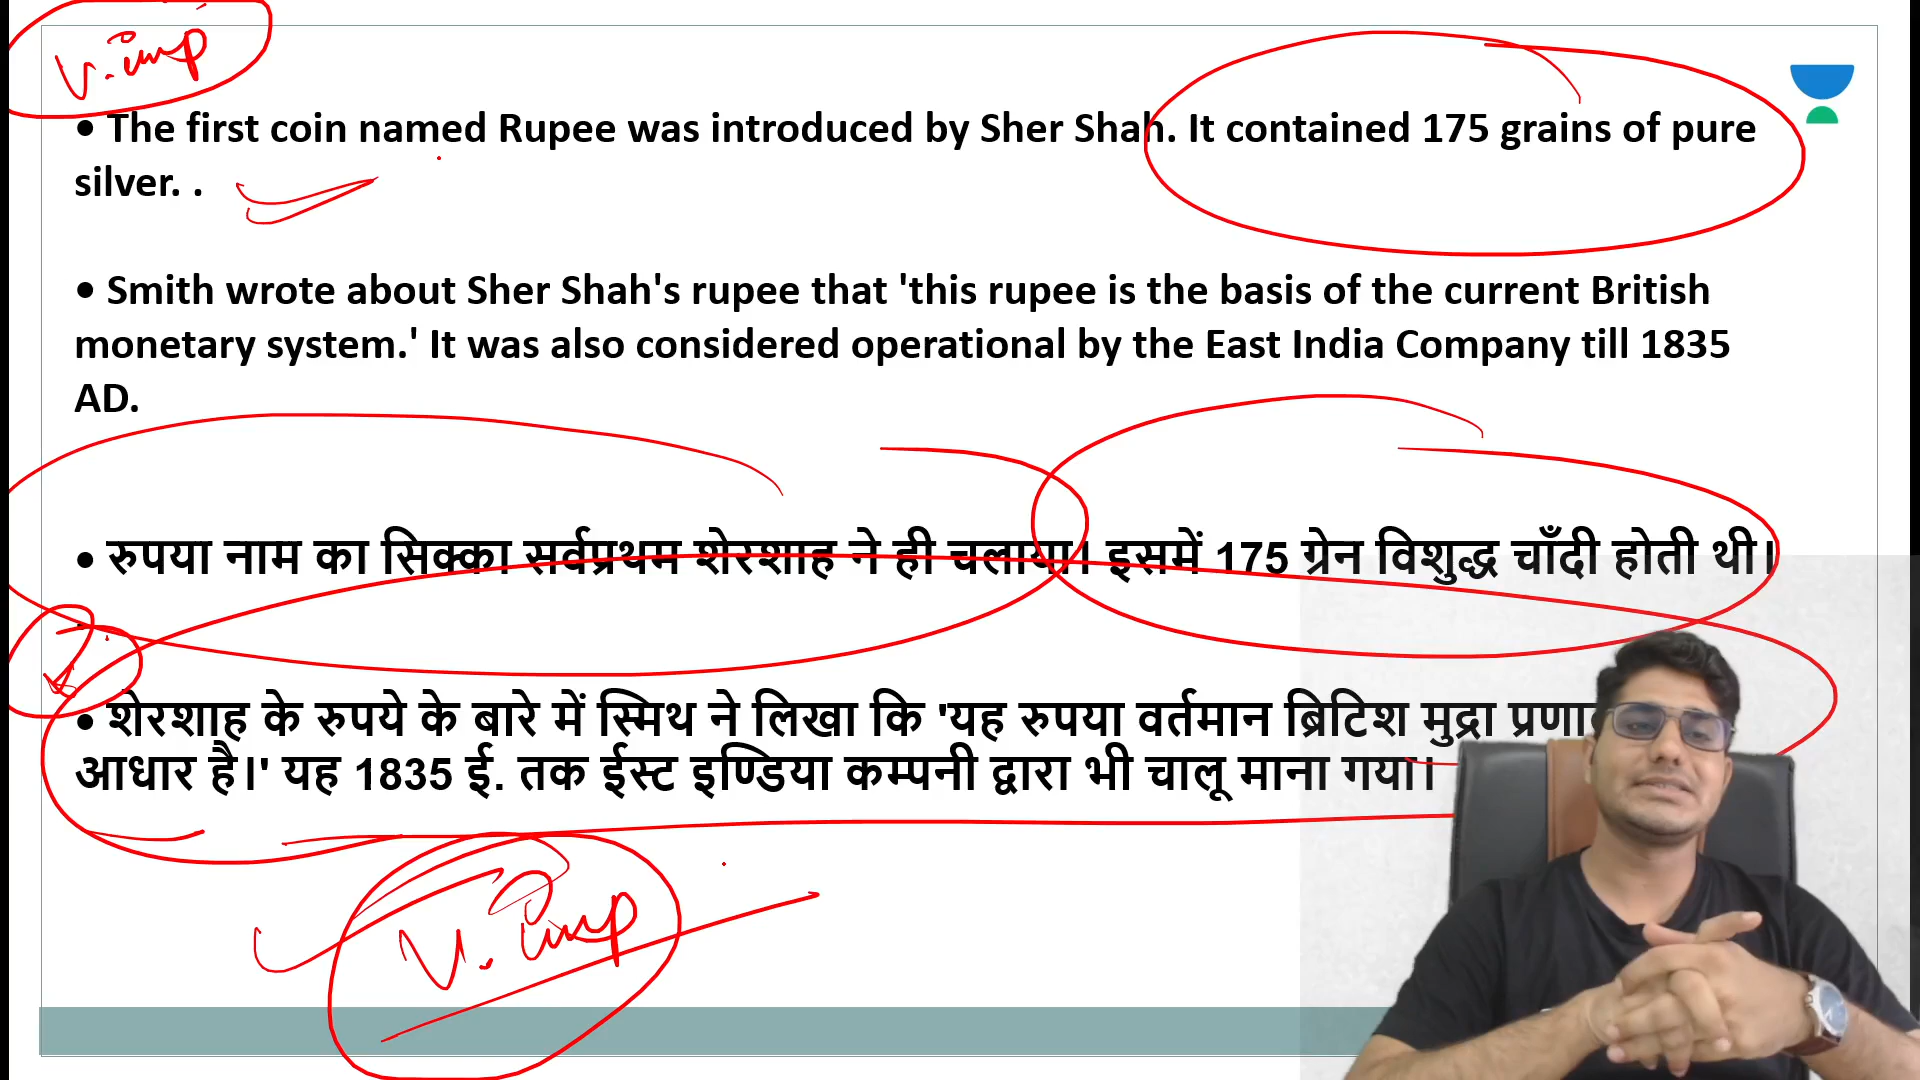 v. imp
• The first coin named Rupee was introduced by Sher Shah. It contained 175 grains of pure
silver. .
• Smith wrote about Sher Shah's rupee that 'this rupee is the basis of the current British
monetary system.' It was also considered operational by the East India Company till 1835
AD.
• रुपया नाम का सिक्का सर्वप्रथम शेरशाह ने ही चलाया। इसमें 175 ग्रेन विशुद्ध चाँदी होती थी।
• शेरशाह के रुपये के बारे में स्मिथ ने लिखा कि 'यह रुपया वर्तमान ब्रिटिश मुद्रा
आधार है।' यह 1835 ई. तक ईस्ट इण्डिया कम्पनी द्वारा भी चालू माना गया।
v. imp